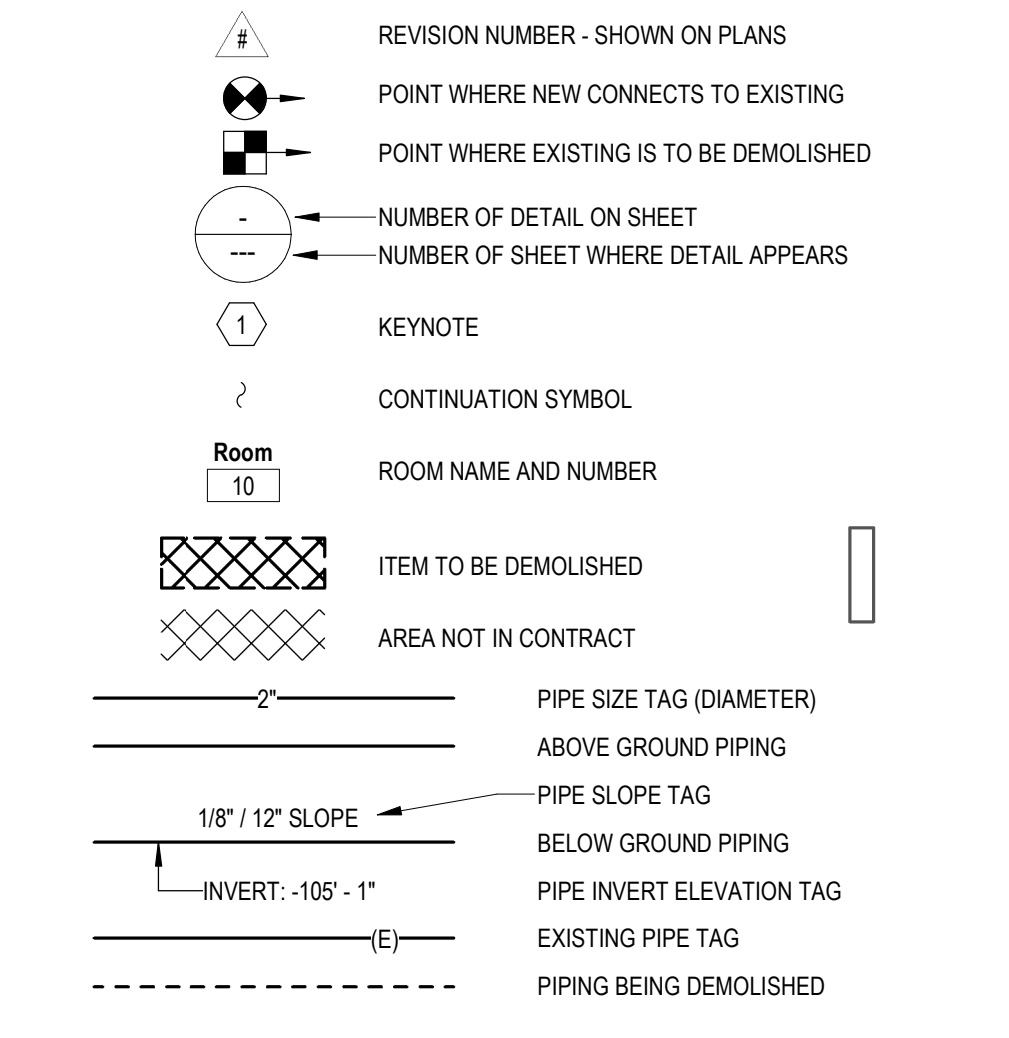 # REVISION NUMBER - SHOWN ON PLANS
POINT WHERE NEW CONNECTS TO EXISTING
POINT WHERE EXISTING IS TO BE DEMOLISHED
- NUMBER OF DETAIL ON SHEET
--- NUMBER OF SHEET WHERE DETAIL APPEARS
1 KEYNOTE
CONTINUATION SYMBOL
Room
10
ROOM NAME AND NUMBER
ITEM TO BE DEMOLISHED
AREA NOT IN CONTRACT
2" PIPE SIZE TAG (DIAMETER)
ABOVE GROUND PIPING
PIPE SLOPE TAG
1/8" / 12" SLOPE
BELOW GROUND PIPING
INVERT: -105' - 1" PIPE INVERT ELEVATION TAG
(E) EXISTING PIPE TAG
PIPING BEING DEMOLISHED